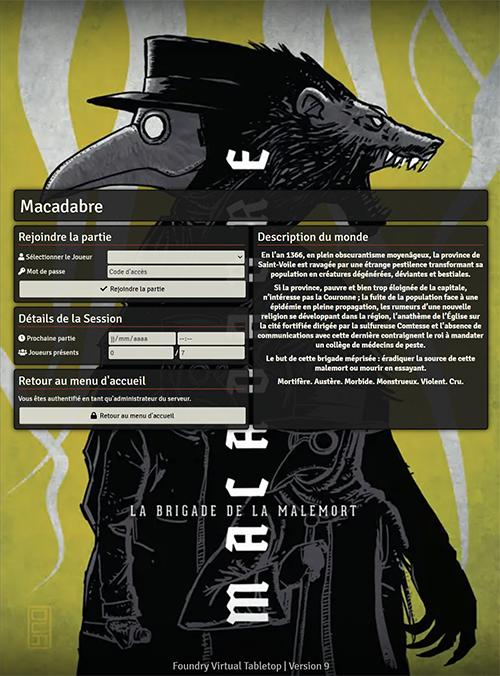 Macadabre
Rejoindre la partie
Sélectionner le Joueur
Mot de passe
Code d'accès
Rejoindre la partie
Détails de la Session
Prochaine partie
jj/mm/aaaa
--:--
Joueurs présents
0 / 7
Retour au menu d'accueil
Vous êtes authentifié en tant qu'administrateur du serveur.
Retour au menu d'accueil
Description du monde
En l'an 1366, en plein obscurantisme moyenâgeux, la province de
Saint-Voile est ravagée par une étrange pestilence transformant sa
population en créatures dégénérées, déviantes et bestiales.
Si la province, pauvre et bien trop éloignée de la capitale,
n'intéresse pas la Couronne ; la fuite de la population face à une
épidémie en pleine propagation, les rumeurs d'une nouvelle
religion se développant dans la région, l'anathème de l'Église sur
la cité fortifiée dirigée par la sulfureuse Comtesse et l'absence de
communications avec cette dernière contraignent le roi à mandater
un collège de médecins de peste.
Le but de cette brigade méprisée : éradiquer la source de cette
malemort ou mourir en essayant.
Mortifère. Austère. Morbide. Monstrueux. Violent. Cru.
LA BRIGADE DE LA MALEMORT
Foundry Virtual Tabletop | Version 9